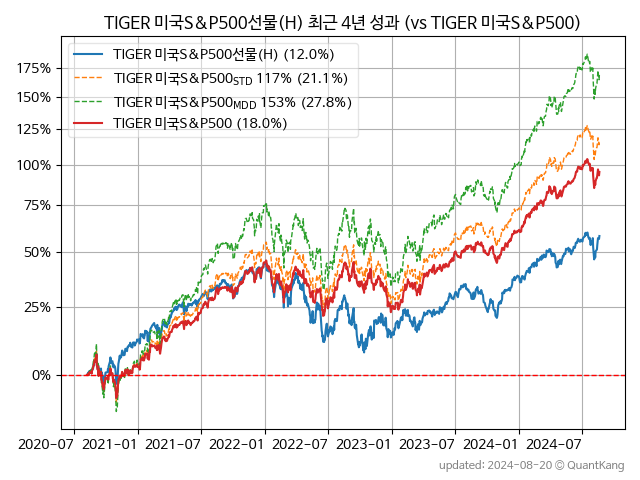 TIGER 미국S&P500선물(H) 최근 4년 성과 (vs TIGER 미국S&P500)
TIGER 미국S&P500선물(H) (12.0%)
TIGER 미국S&P500STD 117% (21.1%)
TIGER 미국S&P500MDD 153% (27.8%)
TIGER 미국S&P500 (18.0%)
175%
150%
125%
100%
75%
50%
25%
0%
2020-07 2021-01 2021-07 2022-01 2022-07 2023-01 2023-07 2024-01 2024-07
updated: 2024-08-20 © QuantKang